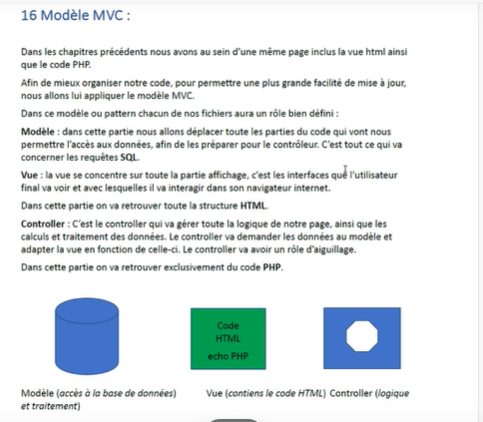 16 Modèle MVC :
Dans les chapitres précédents nous avons au sein d'une même page inclus la vue html ainsi
que le code PHP.
Afin de mieux organiser notre code, pour permettre une plus grande facilité de mise à jour,
nous allons lui appliquer le modèle MVC.
Dans ce modèle ou pattern chacun de nos fichiers aura un rôle bien défini :
Modèle : dans cette partie nous allons déplacer toute les parties du code qui vont nous
permettre l'accès aux données, afin de les préparer pour le contrôleur. C'est tout ce qui va
concerner les requêtes SQL.
Vue : la vue se concentre sur toute la partie affichage, c'est les interfaces que l'utilisateur
final va voir et avec lesquelles il va interagir dans son navigateur internet.
Dans cette partie on va retrouver toute la structure HTML.
Controller : C'est le controller qui va gérer toute la logique de notre page, ainsi que les
calculs et traitement des données. Le controller va demander les données au modèle et
adapter la vue en fonction de celle-ci. Le controller va avoir un rôle d'aiguillage.
Dans cette partie on va retrouver exclusivement du code PHP.
Code
HTML
echo PHP
Modèle (accès à la base de données) Vue (contiens le code HTML) Controller (logique
et traitement)